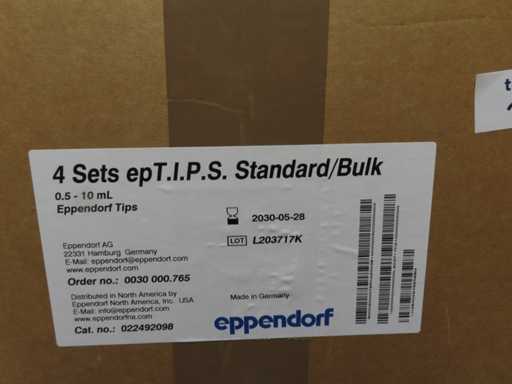 4 Sets epT.I.P.S. Standard/Bulk
0.5 - 10 mL
Eppendorf Tips
2030-05-28
LOT L203717K
Eppendorf AG
22331 Hamburg Germany
E-Mail: eppendorf@eppendorf.com
www.eppendorf.com
Order no.: 0030 000.765
Distributed in North America by
Eppendorf North America, Inc. USA
E-Mail: info@eppendorf.com
www.eppendorfna.com
Cat. no.: 022492098
Made in Germany
eppendorf